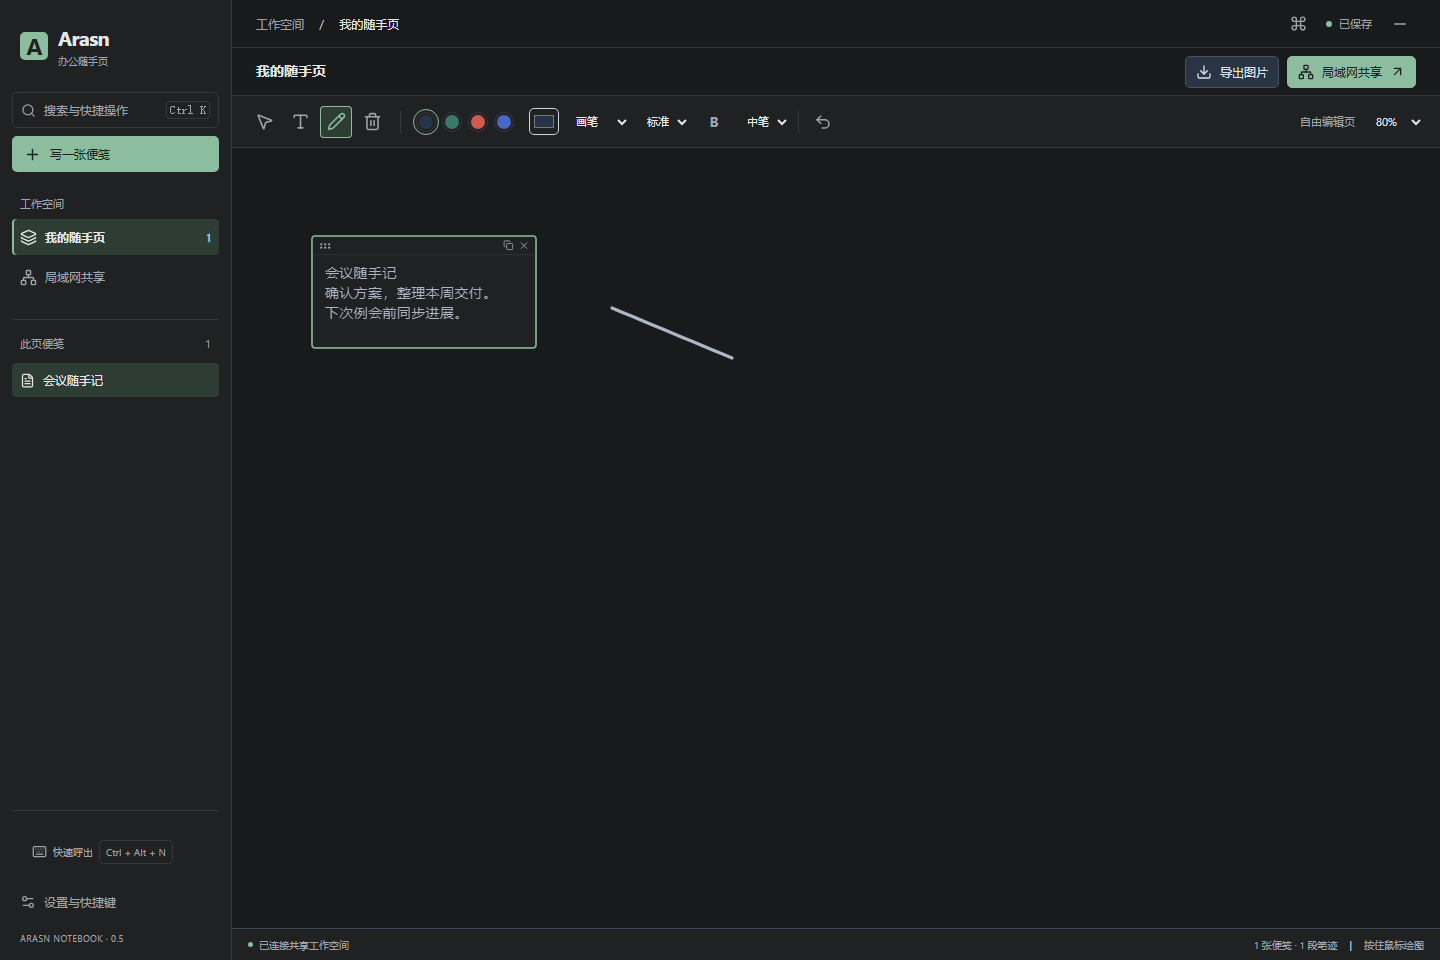 A Arasn
办公随手页
搜索与快捷操作 Ctrl K
写一张便笺
工作空间
我的随手页 1
局域网共享
此页便笺 1
会议随手记
快速呼出 Ctrl + Alt + N
设置与快捷键
ARASN NOTEBOOK · 0.5
工作空间 / 我的随手页
已保存
我的随手页
导出图片
局域网共享
画笔
标准
B
中笔
自由编辑页
80%
会议随手记
确认方案，整理本周交付。
下次例会前同步进展。
已连接共享工作空间
1 张便笺 · 1 段笔迹 | 按住鼠标绘图